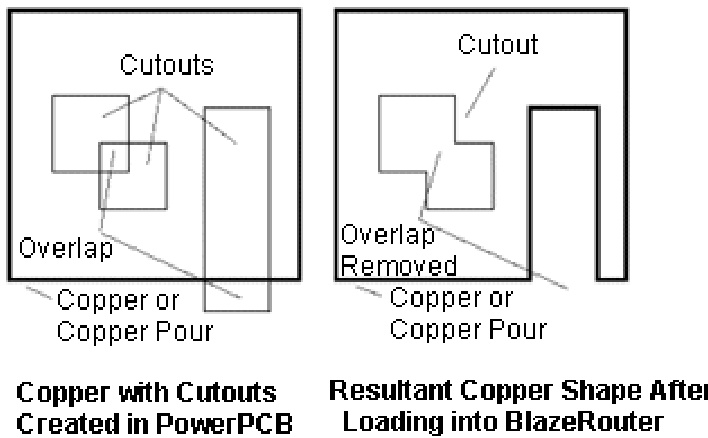 Cutouts
Overlap
Copper or
Copper Pour
Copper with Cutouts
Created in PowerPCB
Cutout
Overlap
Removed
Copper or
Copper Pour
Resultant Copper Shape After
Loading into BlazeRouter